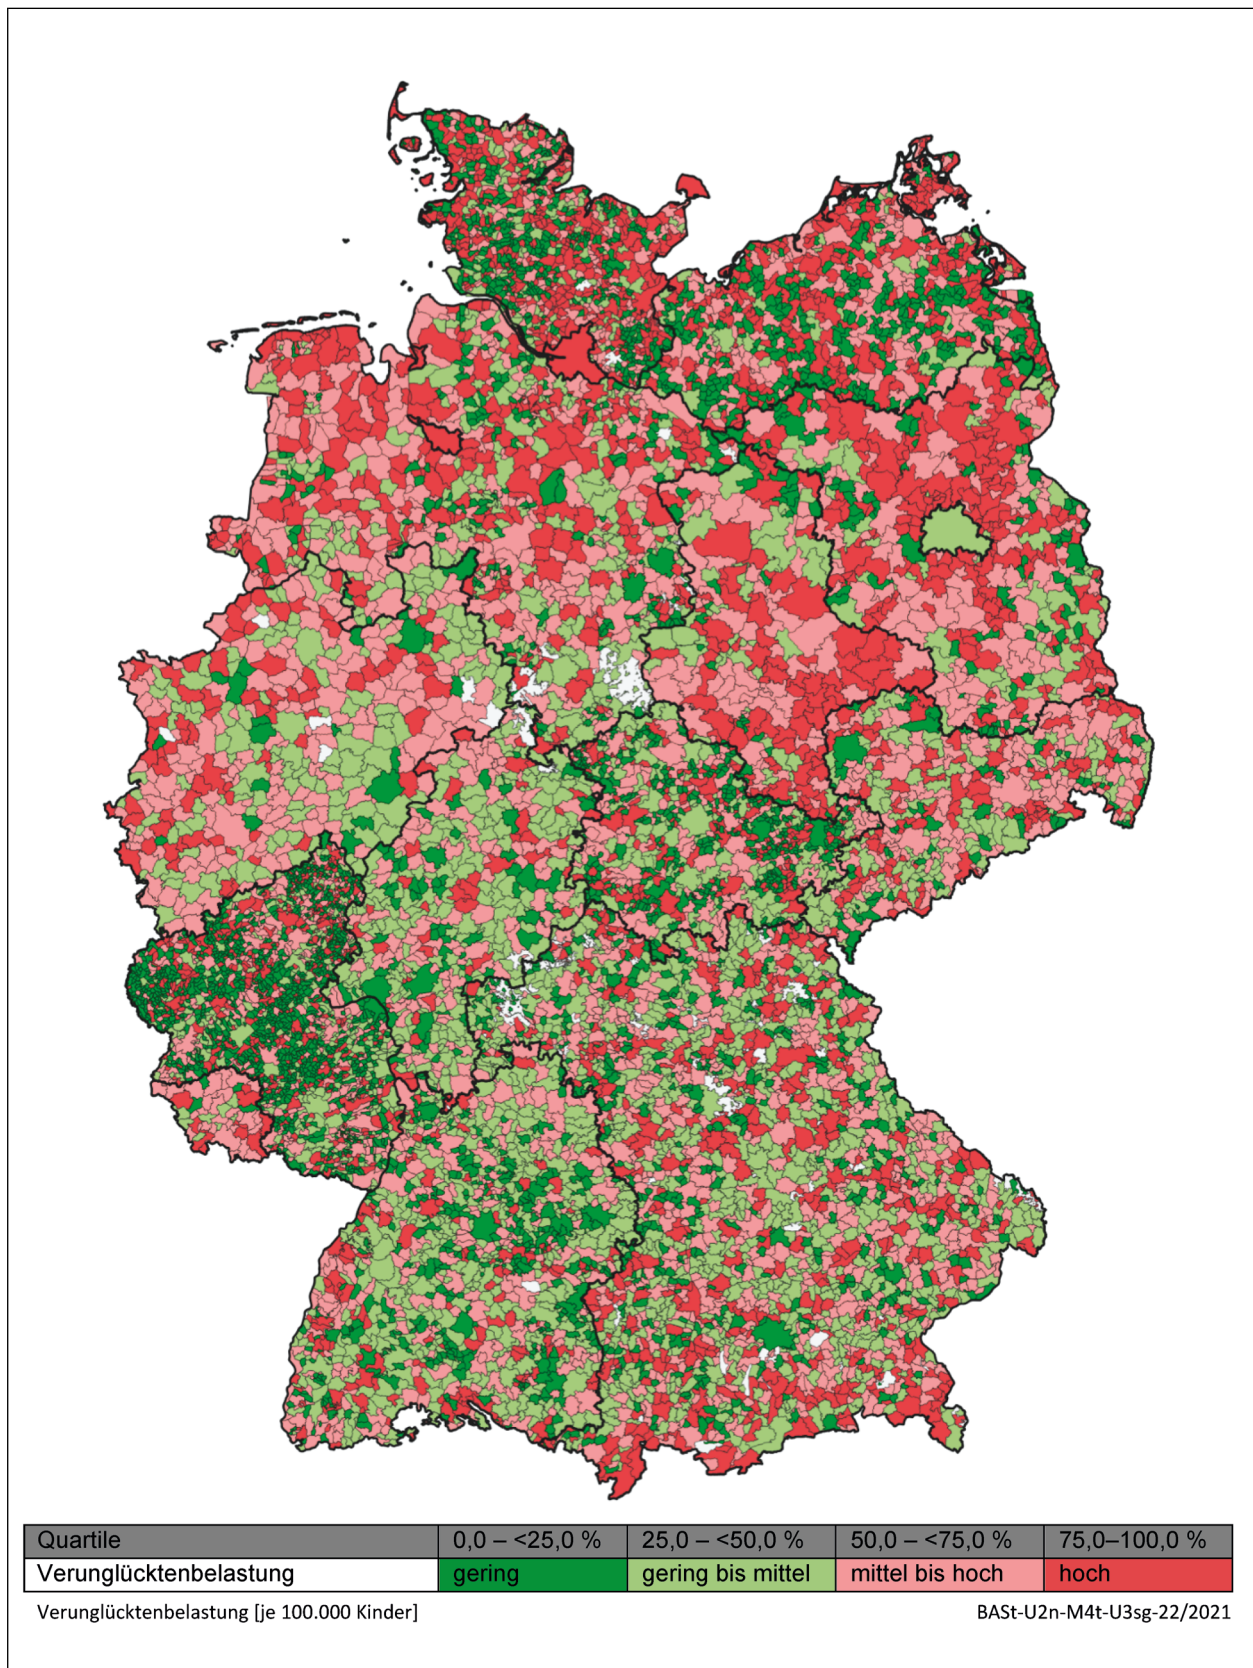 Quartile 0,0 – <25,0 % 25,0 – <50,0 % 50,0 – <75,0 % 75,0–100,0 %
Verunglücktenbelastung gering gering bis mittel mittel bis hoch hoch
Verunglücktenbelastung [je 100.000 Kinder] BASt-U2n-M4t-U3sg-22/2021